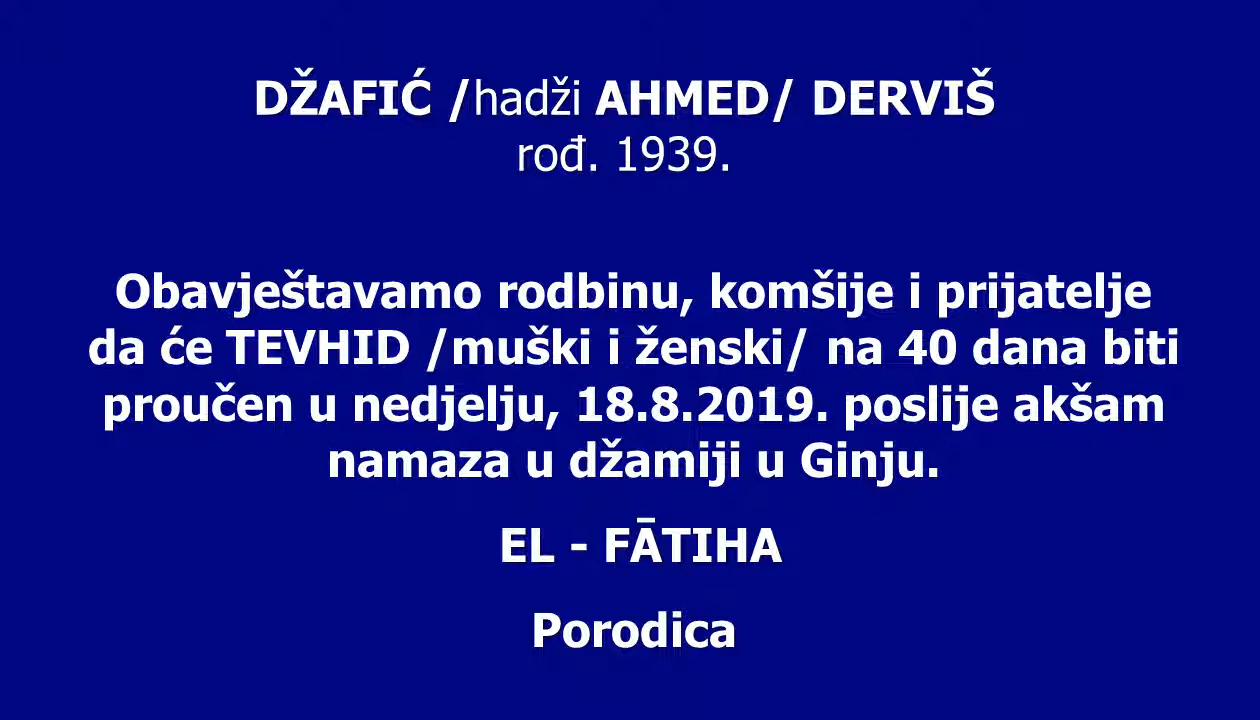 DŽAFIĆ /hadži AHMED/ DERVIŠ
rođ. 1939.
Obavještavamo rodbinu, komšije i prijatelje
da će TEVHID /muški i ženski/ na 40 dana biti
proučen u nedjelju, 18.8.2019. poslije akšam
namaza u džamiji u Ginju.
EL - FĀTIHA
Porodica